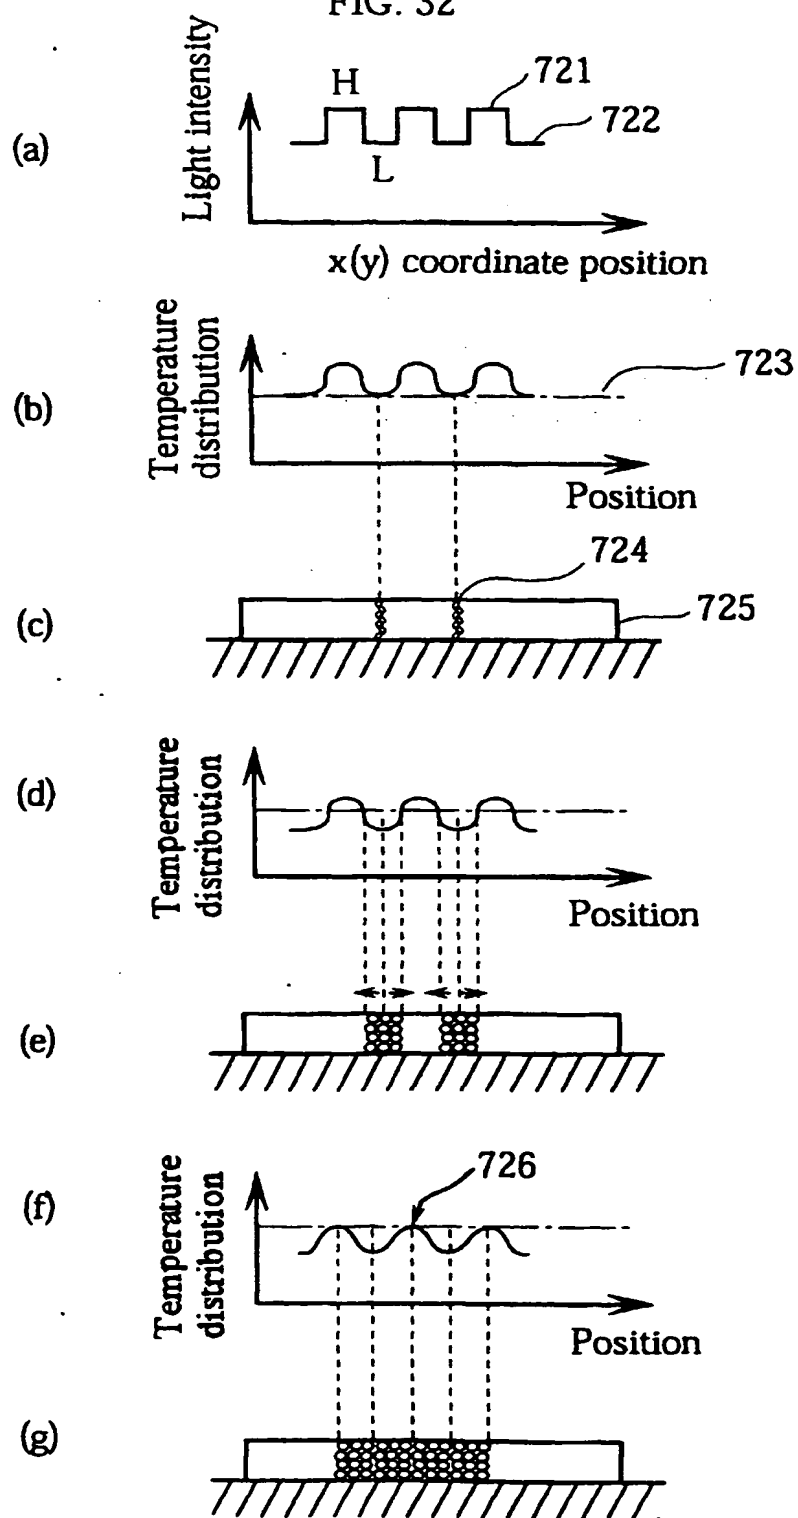 FIG. 32
(a)
Light intensity
H
L
721
722
x(y) coordinate position
(b)
Temperature
distribution
723
Position
(c)
724
725
(d)
Temperature
distribution
Position
(e)
(f)
Temperature
distribution
726
Position
(g)